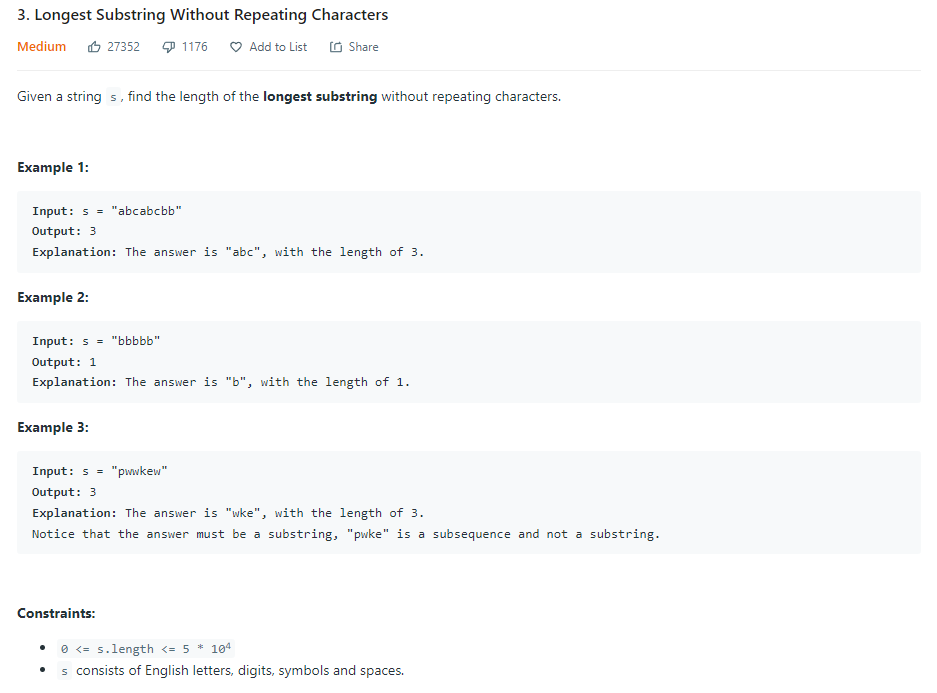 3. Longest Substring Without Repeating Characters
Medium 27352 1176 Add to List Share
Given a string s, find the length of the longest substring without repeating characters.
Example 1:
Input: s = "abcabcbb"
Output: 3
Explanation: The answer is "abc", with the length of 3.
Example 2:
Input: s = "bbbbb"
Output: 1
Explanation: The answer is "b", with the length of 1.
Example 3:
Input: s = "pwwkew"
Output: 3
Explanation: The answer is "wke", with the length of 3.
Notice that the answer must be a substring, "pwke" is a subsequence and not a substring.
Constraints:
• 0 <= s.length <= 5 * 10⁴
• s consists of English letters, digits, symbols and spaces.